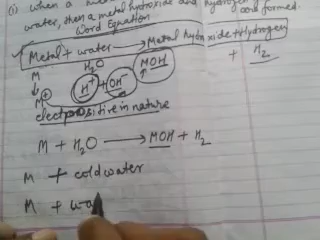 (i) When a
water, then a metal hydroxide and hydrogen formed.
Word Equation
Metal + water → Metal hydroxide + Hydrogen
M H2O MOH + H2
M+ H+ + OH-
electropositive in nature
M + H2O → MOH + H2
M + cold water
M + wa